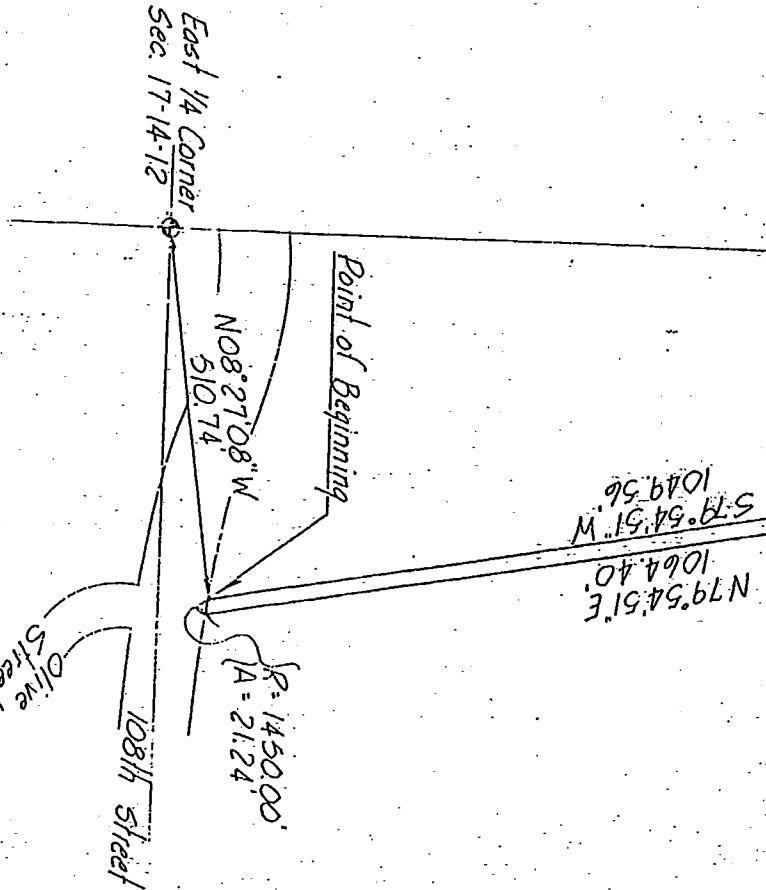 East 1/4 Corner
Sec. 17-14-12
Point of Beginning
N08°27'08"W
510.74'
S79°54'51"W
1049.56'
N79°54'51"E
1064.40'
R = 1450.00'
A = 21.24'
Olive
Street
108th Street